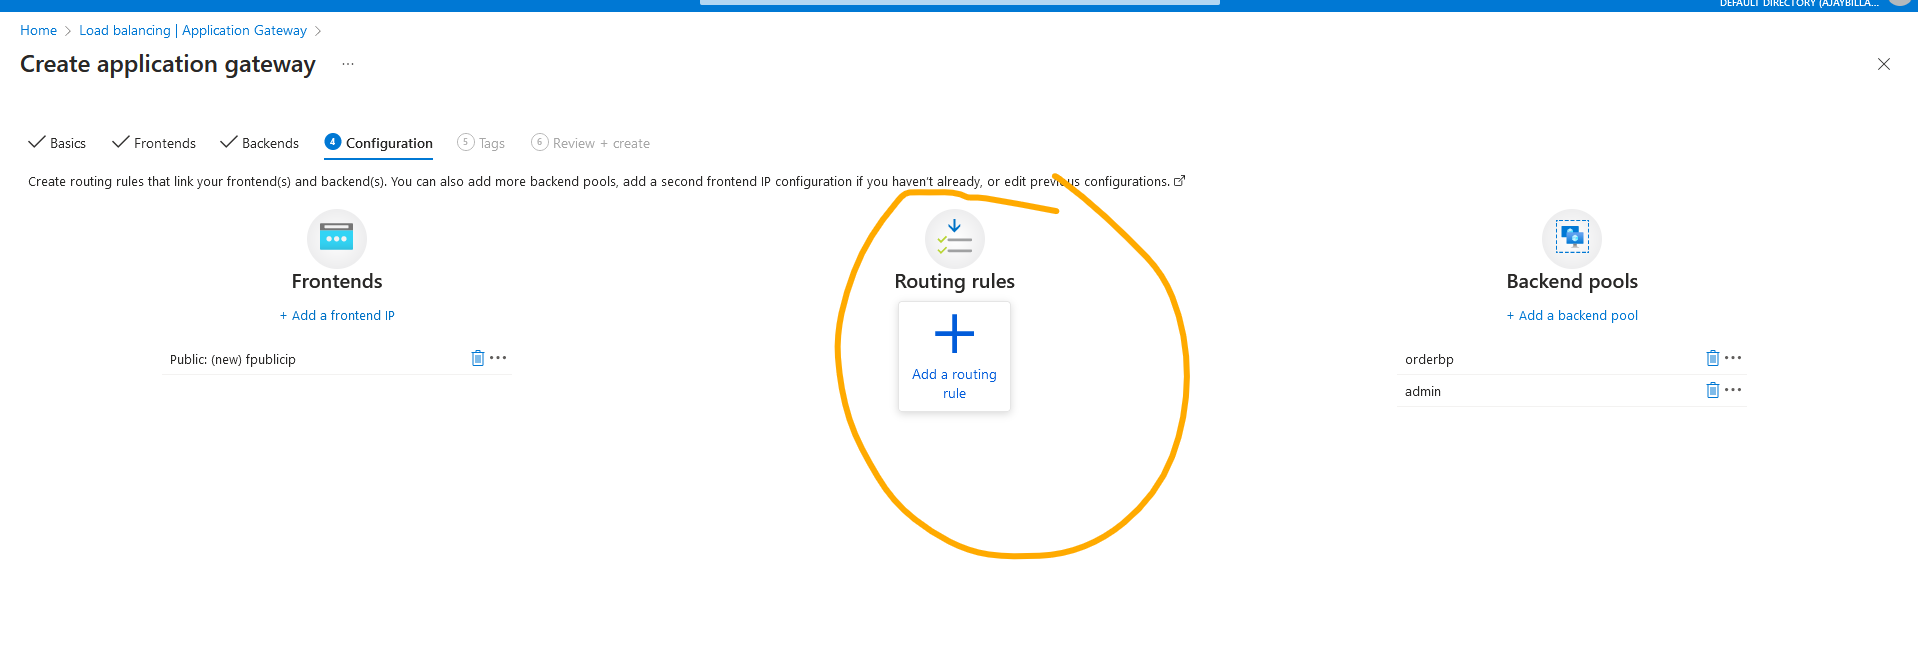 DEFAULT DIRECTORY (AJAYBILLA...
Home > Load balancing | Application Gateway >
Create application gateway ...
Basics Frontends Backends 4 Configuration 5 Tags 6 Review + create
Create routing rules that link your frontend(s) and backend(s). You can also add more backend pools, add a second frontend IP configuration if you haven't already, or edit previous configurations.
Frontends
+ Add a frontend IP
Public: (new) fpublicip
Routing rules
Add a routing
rule
Backend pools
+ Add a backend pool
orderbp
admin